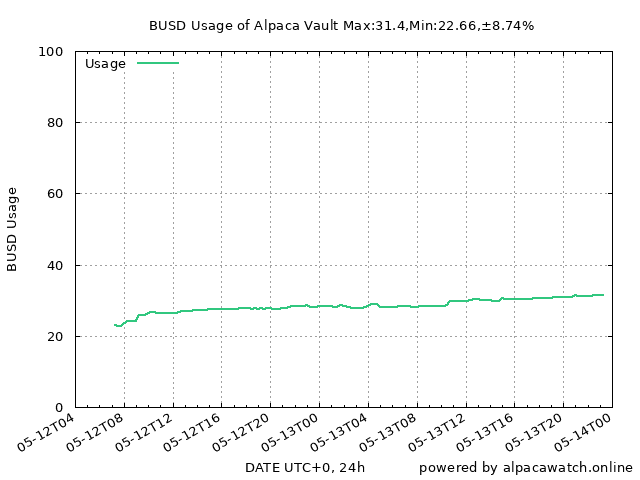 BUSD Usage of Alpaca Vault Max:31.4,Min:22.66,±8.74%
Usage
100
80
60
40
20
0
BUSD Usage
05-12T04 05-12T08 05-12T12 05-12T16 05-12T20 05-13T00 05-13T04 05-13T08 05-13T12 05-13T16 05-13T20 05-14T00
DATE UTC+0, 24h
powered by alpacawatch.online